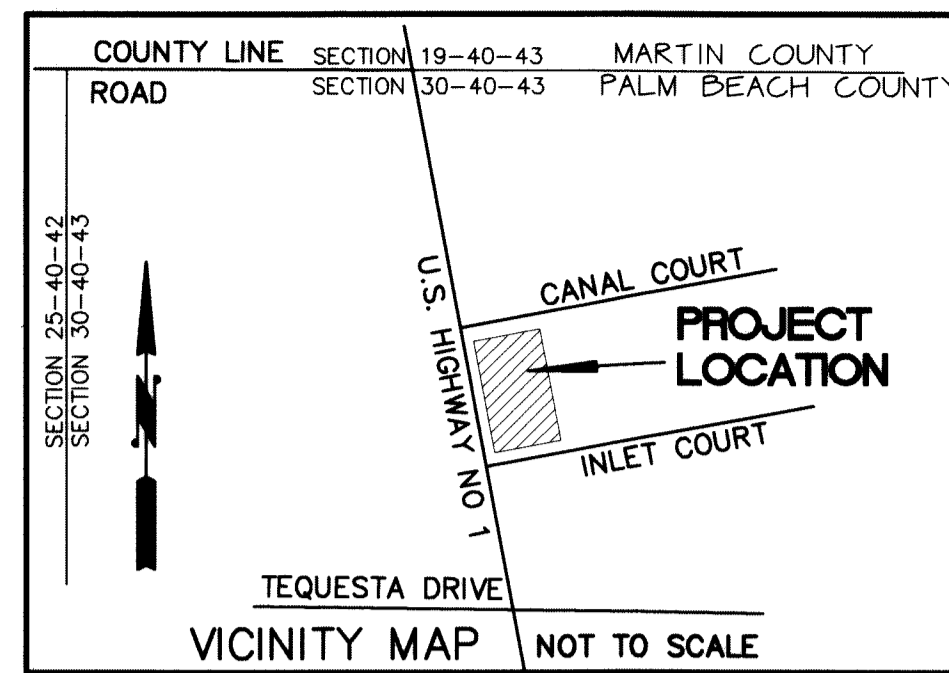 COUNTY LINE SECTION 19-40-43 MARTIN COUNTY
ROAD SECTION 30-40-43 PALM BEACH COUNTY
SECTION 25-40-42
SECTION 30-40-43
N
U.S. HIGHWAY NO 1
CANAL COURT
PROJECT
LOCATION
INLET COURT
TEQUESTA DRIVE
VICINITY MAP NOT TO SCALE